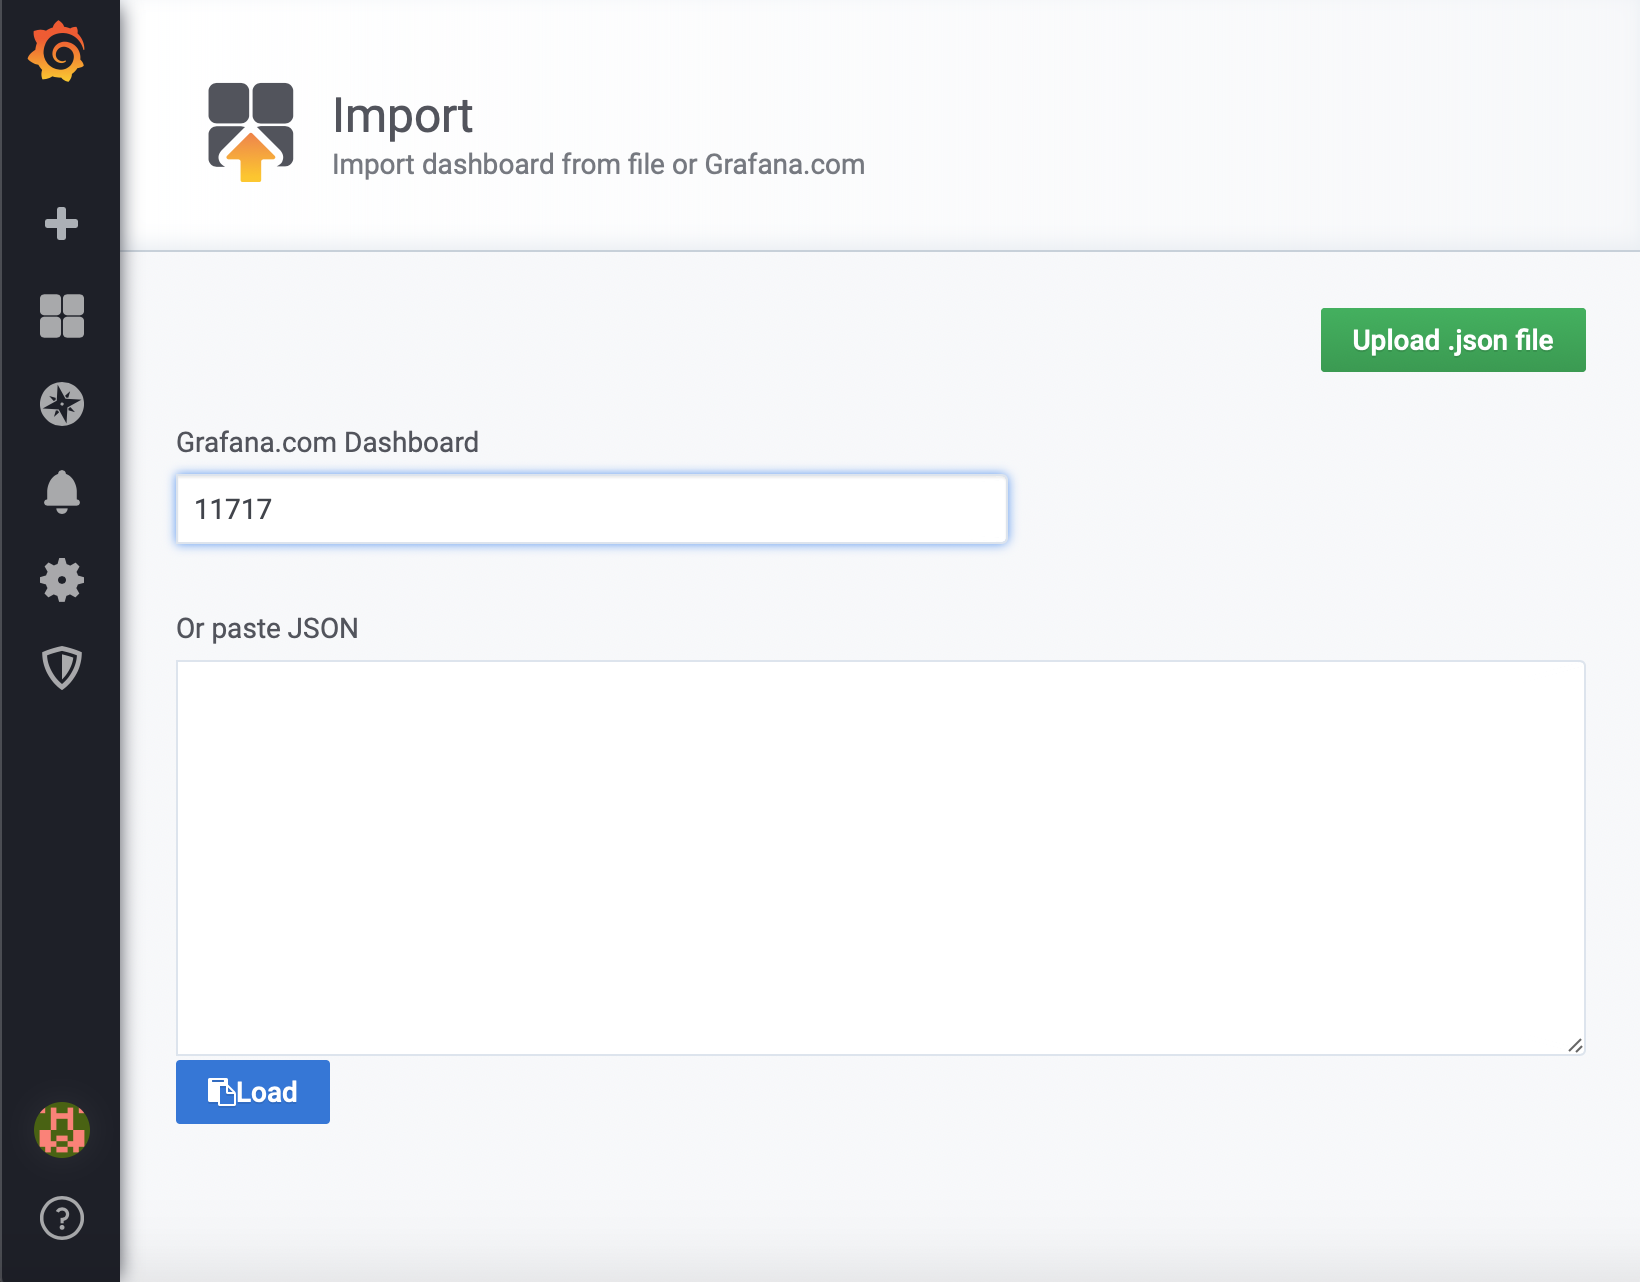 Import
Import dashboard from file or Grafana.com
Upload .json file
Grafana.com Dashboard
11717
Or paste JSON
Load
?